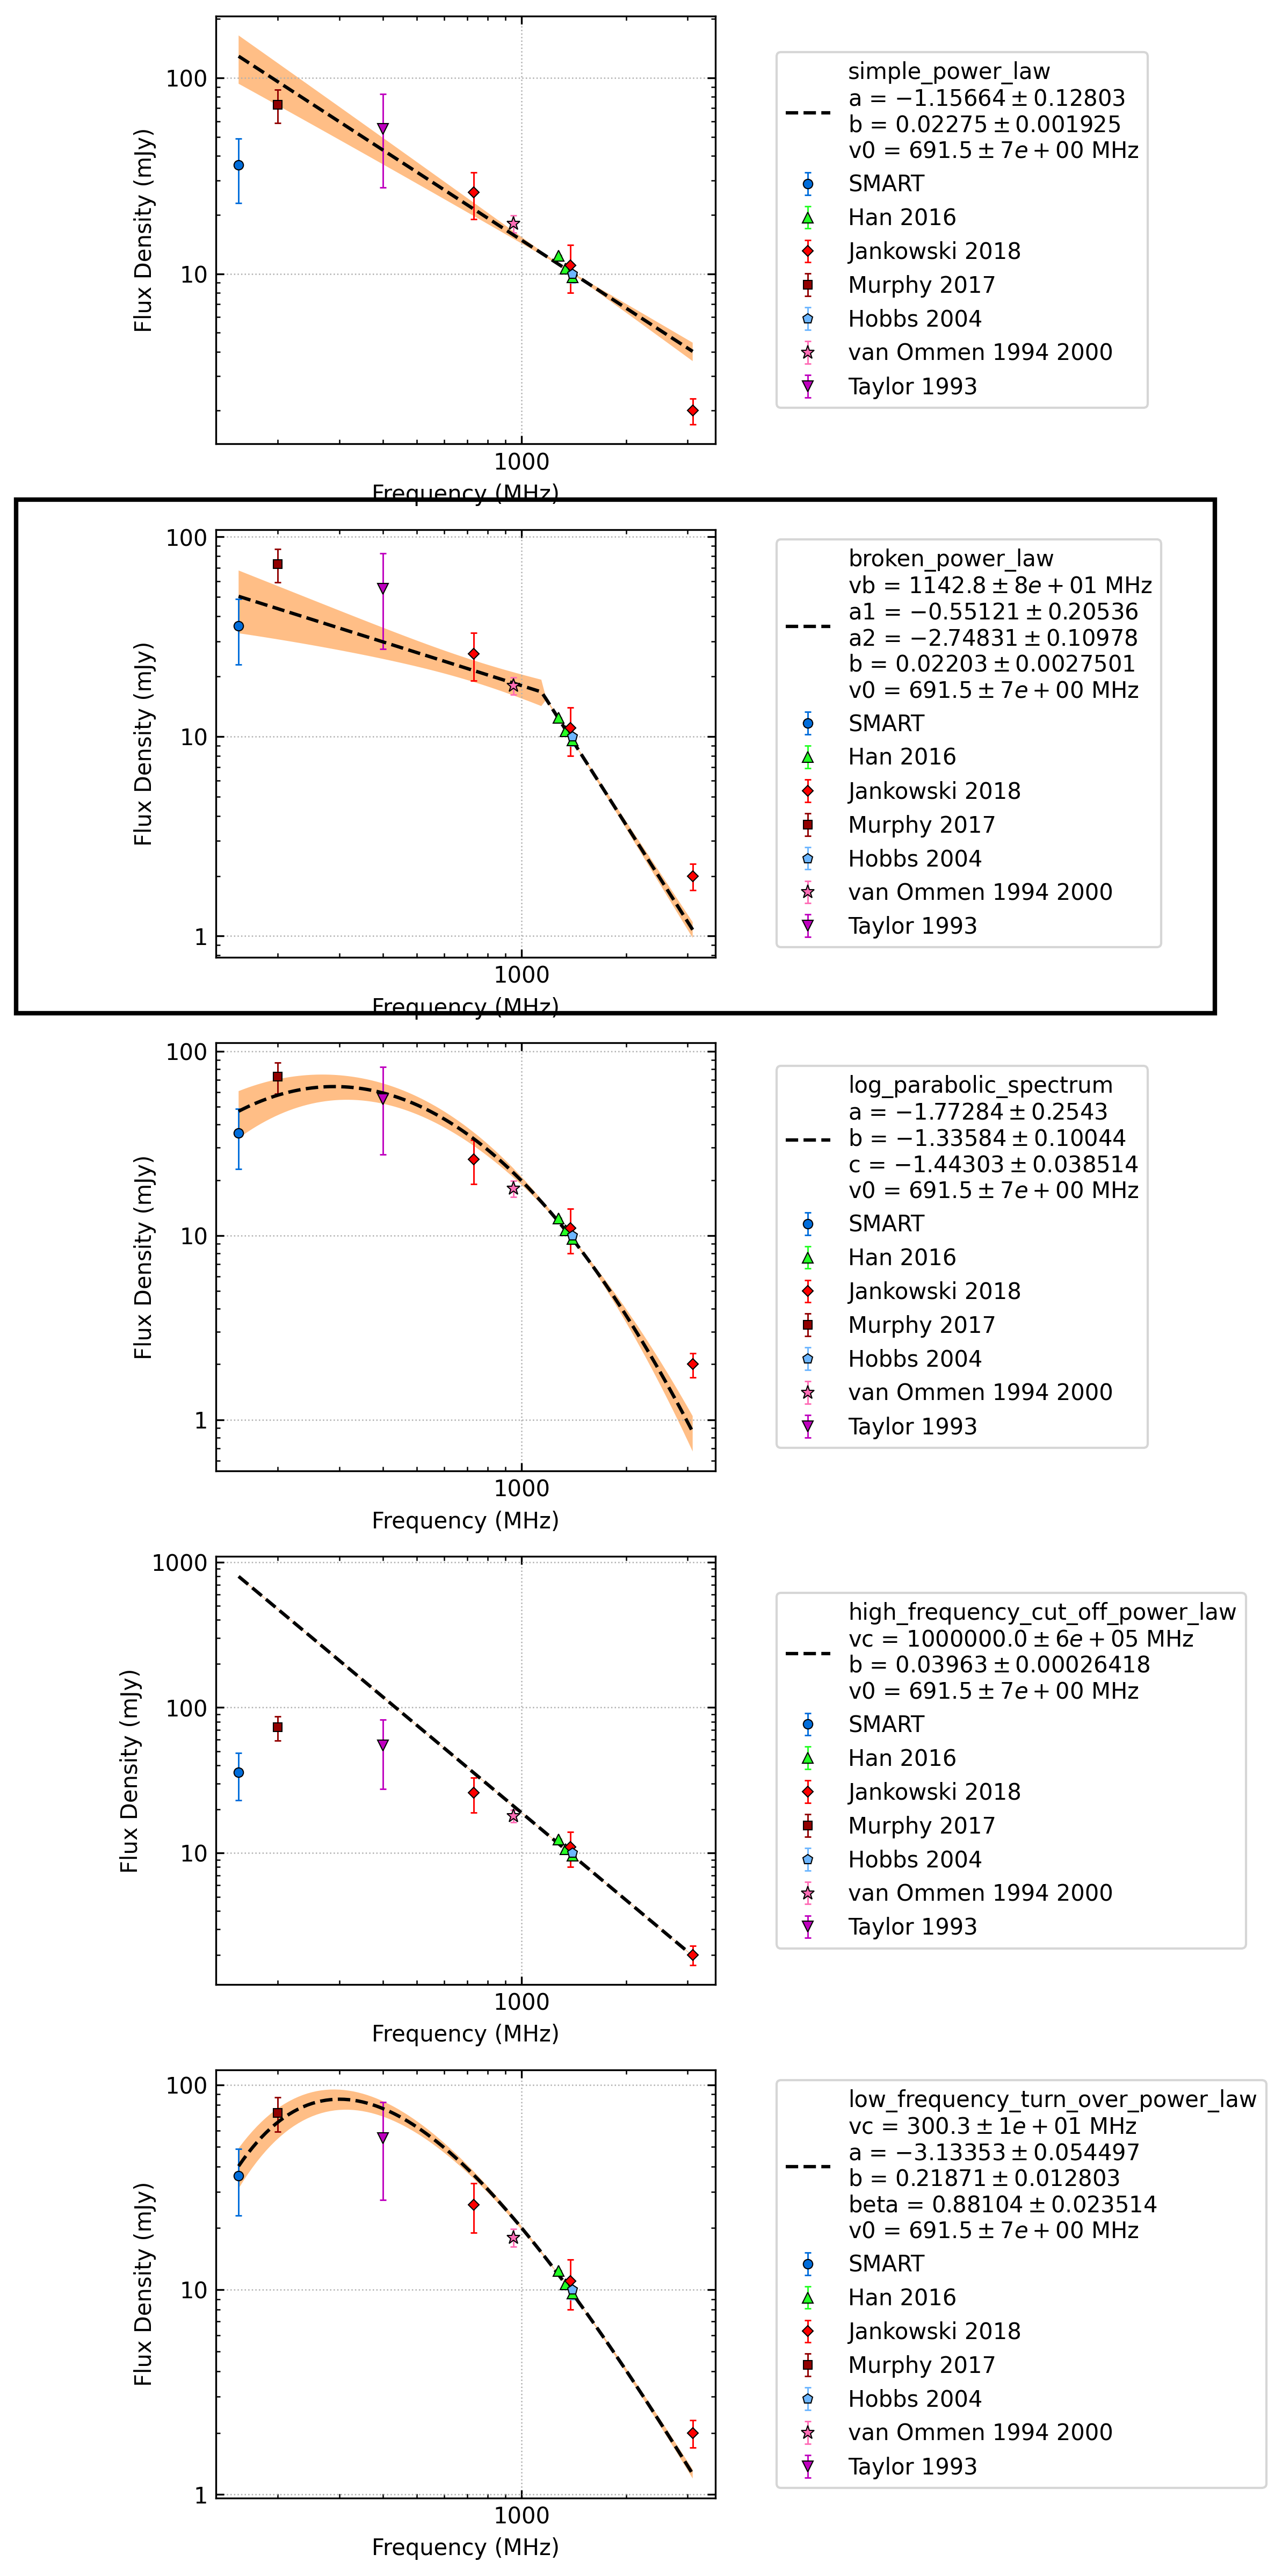 100
10
Flux Density (mJy)
1000
Frequency (MHz)
simple_power_law
a = −1.15664 ± 0.12803
b = 0.02275 ± 0.001925
v0 = 691.5 ± 7e + 00 MHz
SMART
Han 2016
Jankowski 2018
Murphy 2017
Hobbs 2004
van Ommen 1994 2000
Taylor 1993
100
10
1
Flux Density (mJy)
1000
Frequency (MHz)
broken_power_law
vb = 1142.8 ± 8e + 01 MHz
a1 = −0.55121 ± 0.20536
a2 = −2.74831 ± 0.10978
b = 0.02203 ± 0.0027501
v0 = 691.5 ± 7e + 00 MHz
SMART
Han 2016
Jankowski 2018
Murphy 2017
Hobbs 2004
van Ommen 1994 2000
Taylor 1993
100
10
1
Flux Density (mJy)
1000
Frequency (MHz)
log_parabolic_spectrum
a = −1.77284 ± 0.2543
b = −1.33584 ± 0.10044
c = −1.44303 ± 0.038514
v0 = 691.5 ± 7e + 00 MHz
SMART
Han 2016
Jankowski 2018
Murphy 2017
Hobbs 2004
van Ommen 1994 2000
Taylor 1993
1000
100
10
Flux Density (mJy)
1000
Frequency (MHz)
high_frequency_cut_off_power_law
vc = 1000000.0 ± 6e + 05 MHz
b = 0.03963 ± 0.00026418
v0 = 691.5 ± 7e + 00 MHz
SMART
Han 2016
Jankowski 2018
Murphy 2017
Hobbs 2004
van Ommen 1994 2000
Taylor 1993
100
10
1
Flux Density (mJy)
1000
Frequency (MHz)
low_frequency_turn_over_power_law
vc = 300.3 ± 1e + 01 MHz
a = −3.13353 ± 0.054497
b = 0.21871 ± 0.012803
beta = 0.88104 ± 0.023514
v0 = 691.5 ± 7e + 00 MHz
SMART
Han 2016
Jankowski 2018
Murphy 2017
Hobbs 2004
van Ommen 1994 2000
Taylor 1993